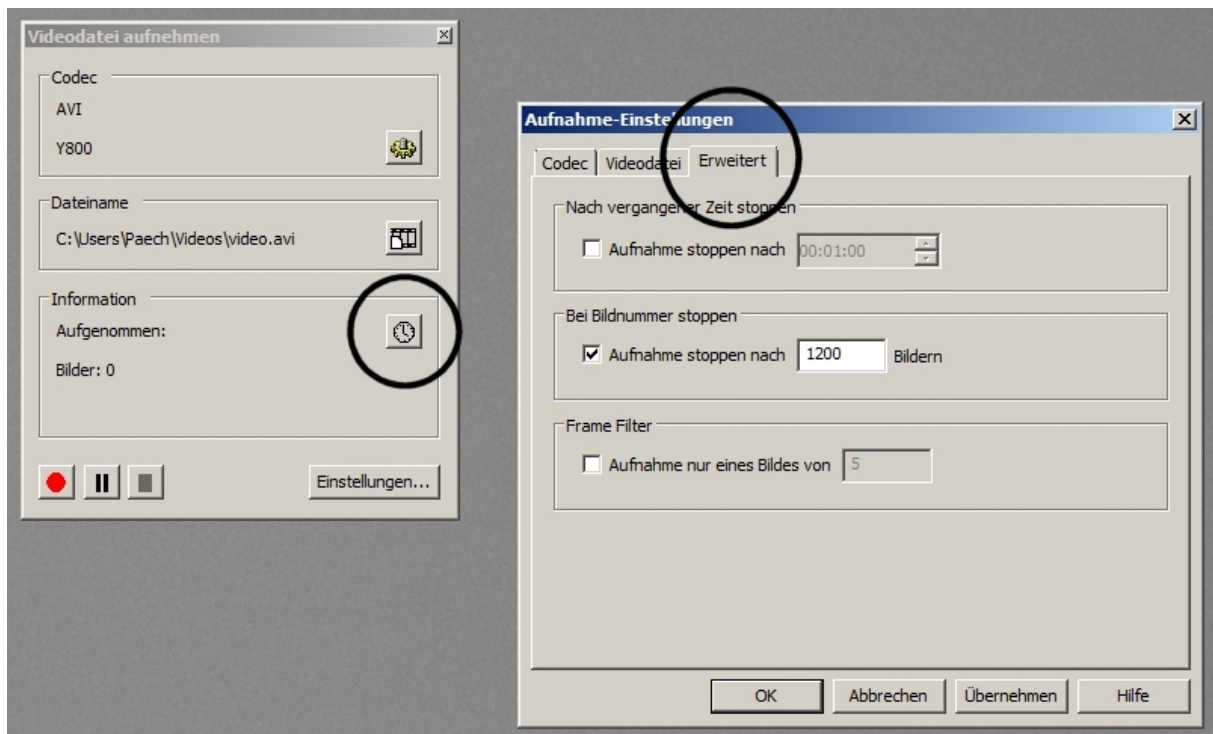 Videodatei aufnehmen
Codec
AVI
Y800
Dateiname
C:\Users\Paech\Videos\video.avi
Information
Aufgenommen:
Bilder: 0
Einstellungen...
Aufnahme-Einstellungen
Codec Videodatei Erweitert
Nach vergangener Zeit stoppen
Aufnahme stoppen nach 00:01:00
Bei Bildnummer stoppen
Aufnahme stoppen nach 1200 Bildern
Frame Filter
Aufnahme nur eines Bildes von 5
OK Abbrechen Übernehmen Hilfe